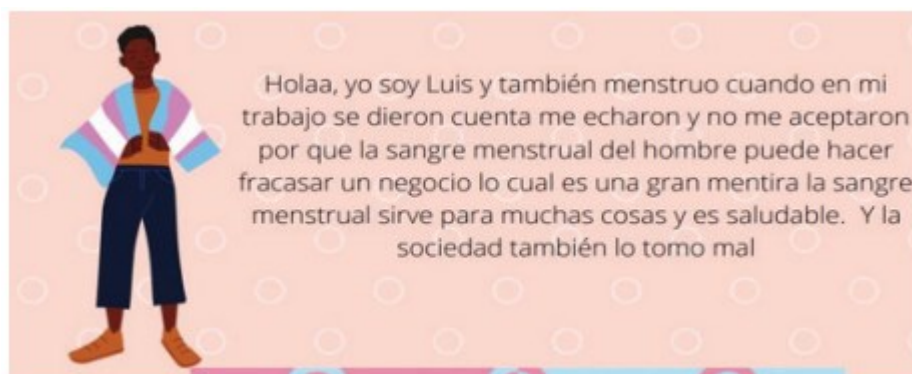 Holaa, yo soy Luis y también menstruo cuando en mi
trabajo se dieron cuenta me echaron y no me aceptaron
por que la sangre menstrual del hombre puede hacer
fracasar un negocio lo cual es una gran mentira la sangre
menstrual sirve para muchas cosas y es saludable. Y la
sociedad también lo tomo mal